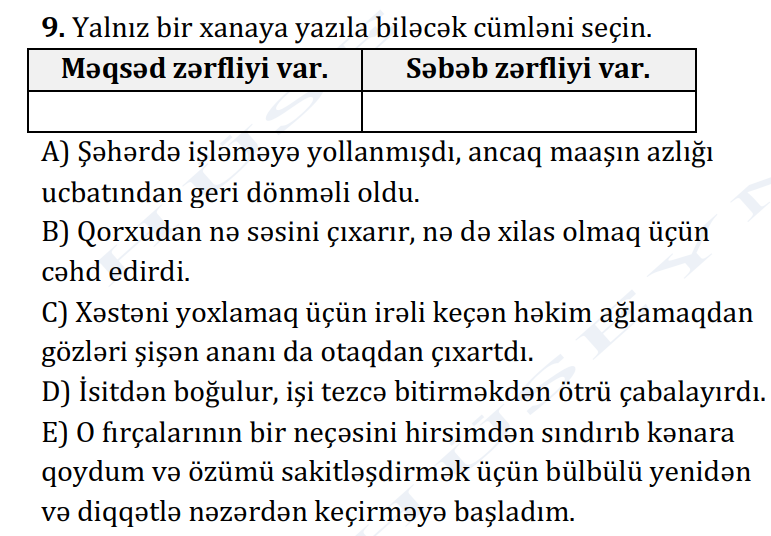 9. Yalnız bir xanaya yazıla biləcək cümləni seçin.
Məqsəd zərfliyi var. Səbəb zərfliyi var.
A) Şəhərdə işləməyə yollanmışdı, ancaq maaşın azlığı
ucbatından geri dönməli oldu.
B) Qorxudan nə səsini çıxarır, nə də xilas olmaq üçün
cəhd edirdi.
C) Xəstəni yoxlamaq üçün irəli keçən həkim ağlamaqdan
gözləri şişən ananı da otaqdan çıxartdı.
D) İsitdən boğulur, işi tezcə bitirməkdən ötrü çabalayırdı.
E) O fırçalarının bir neçəsini hirsimdən sındırıb kənara
qoydum və özümü sakitləşdirmək üçün bülbülü yenidən
və diqqətlə nəzərdən keçirməyə başladım.